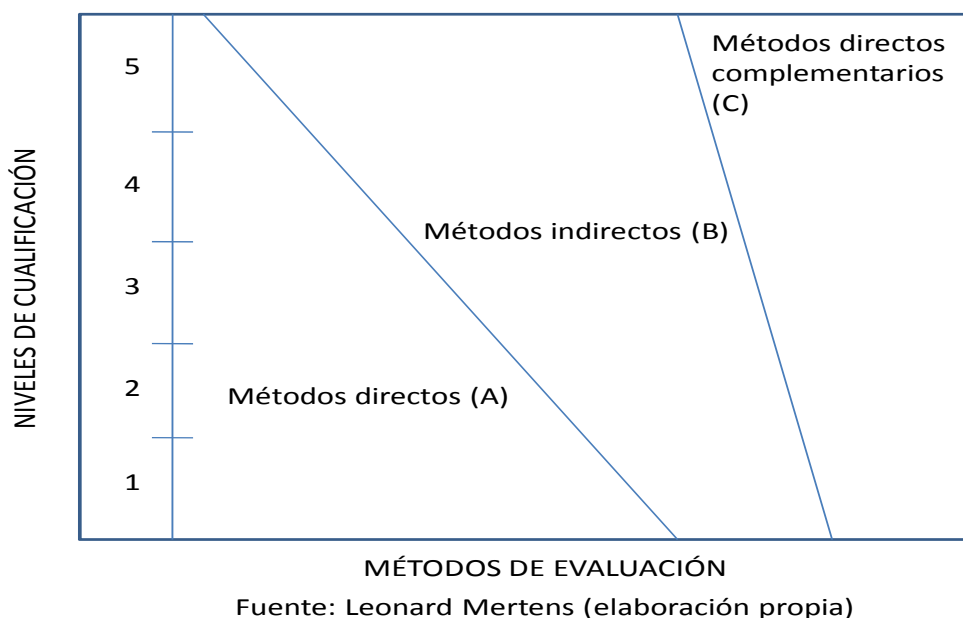 Métodos directos
complementarios
(C)
5
4
Métodos indirectos (B)
3
2
Métodos directos (A)
1
NIVELES DE CUALIFICACIÓN
MÉTODOS DE EVALUACIÓN
Fuente: Leonard Mertens (elaboración propia)